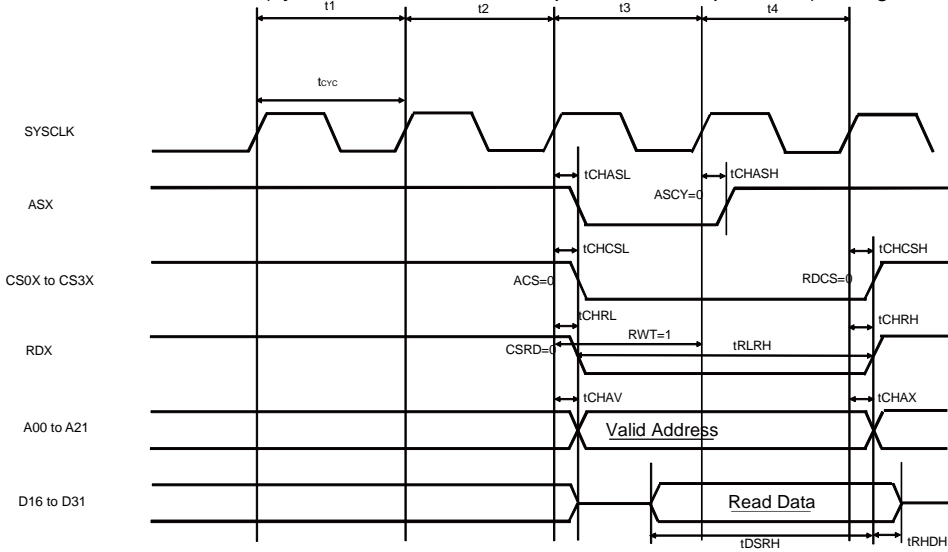 t1 t2 t3 t4
tCYC
SYSCLK
tCHASL tCHASH
ASX
ASCY=0
tCHCSL tCHCSH
CS0X to CS3X
ACS=0 RDCS=0
tCHRL tCHRH
RDX
CSRD=0 RWT=1 tRLRH
tCHAV tCHAX
A00 to A21
Valid Address
D16 to D31
Read Data
tDSRH tRHDH